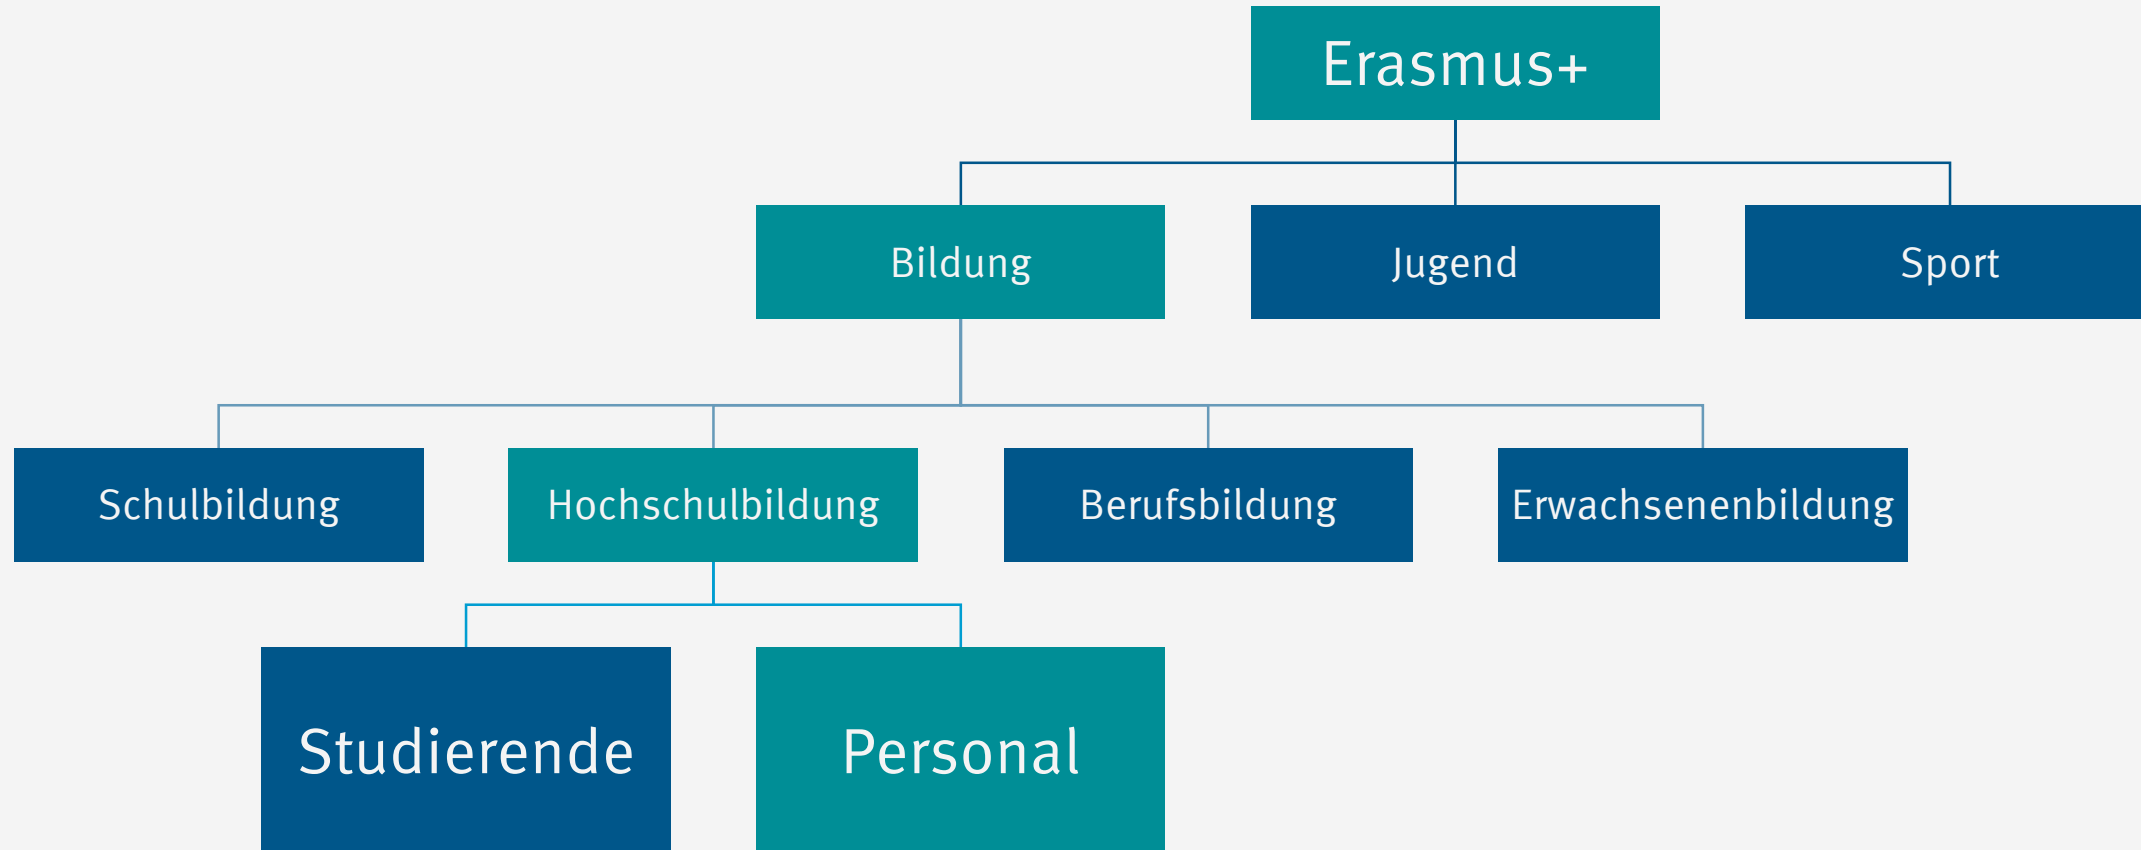 Erasmus+
Bildung
Jugend
Sport
Schulbildung
Hochschulbildung
Berufsbildung
Erwachsenenbildung
Studierende
Personal